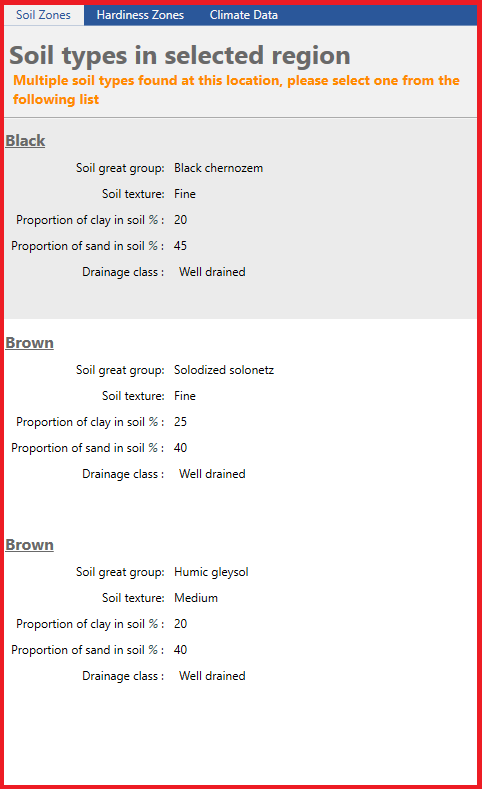 Soil Zones Hardiness Zones Climate Data
Soil types in selected region
Multiple soil types found at this location, please select one from the
following list
Black
Soil great group: Black chernozem
Soil texture: Fine
Proportion of clay in soil % : 20
Proportion of sand in soil % : 45
Drainage class : Well drained
Brown
Soil great group: Solodized solonetz
Soil texture: Fine
Proportion of clay in soil % : 25
Proportion of sand in soil % : 40
Drainage class : Well drained
Brown
Soil great group: Humic gleysol
Soil texture: Medium
Proportion of clay in soil % : 20
Proportion of sand in soil % : 40
Drainage class : Well drained